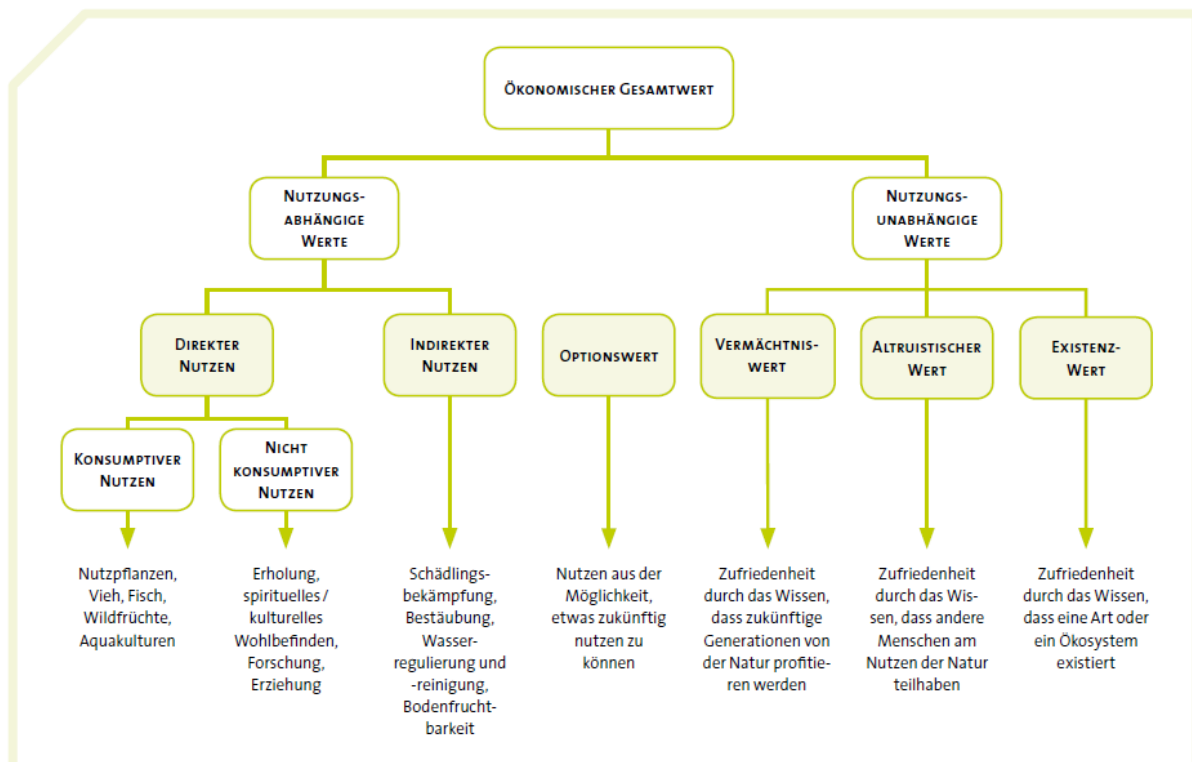 ÖKONOMISCHER GESAMTWERT
NUTZUNGS-
ABHÄNGIGE
WERTE
NUTZUNGS-
UNABHÄNGIGE
WERTE
DIREKTER
NUTZEN
INDIREKTER
NUTZEN
OPTIONSWERT
VERMÄCHTNIS-
WERT
ALTRUISTISCHER
WERT
EXISTENZ-
WERT
KONSUMPTIVER
NUTZEN
NICHT
KONSUMPTIVER
NUTZEN
Nutzpflanzen,
Vieh, Fisch,
Wildfrüchte,
Aquakulturen
Erholung,
spirituelles/
kulturelles
Wohlbefinden,
Forschung,
Erziehung
Schädlings-
bekämpfung,
Bestäubung,
Wasser-
regulierung und
-reinigung,
Bodenfrucht-
barkeit
Nutzen aus der
Möglichkeit,
etwas zukünftig
nutzen zu
können
Zufriedenheit
durch das Wissen,
dass zukünftige
Generationen von
der Natur profitie-
ren werden
Zufriedenheit
durch das Wis-
sen, dass andere
Menschen am
Nutzen der Natur
teilhaben
Zufriedenheit
durch das Wissen,
dass eine Art oder
ein Ökosystem
existiert